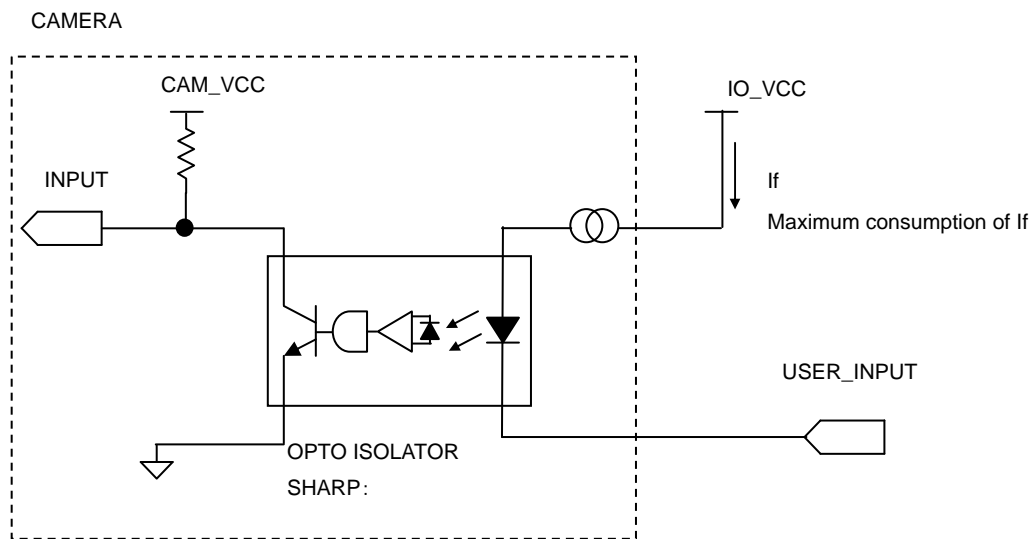 CAMERA
CAM_VCC
IO_VCC
INPUT
If
Maximum consumption of If
USER_INPUT
OPTO ISOLATOR
SHARP: